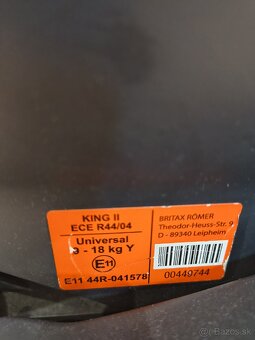 KING II
ECE R44/04
Universal
9 - 18 kg Y
E11
E11 44R-041578
BRITAX RÖMER
Theodor-Heuss-Str. 9
D - 89340 Leipheim
00449744
© Bazos.sk